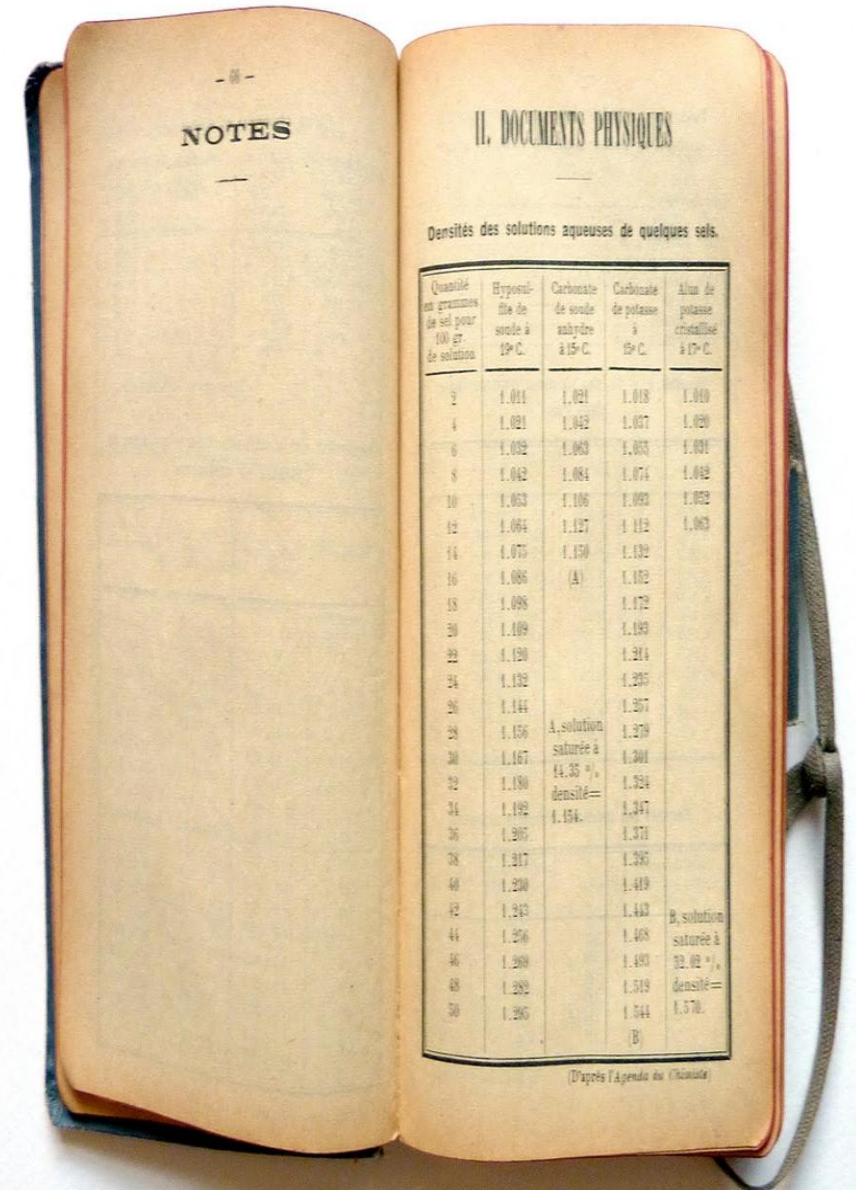 NOTES
II. DOCUMENTS PHYSIQUES
Densités des solutions aqueuses de quelques sels.
Quantité en grammes de sel pour 100 gr. de solution
Hyposulfite de soude à 19° C.
Carbonate de soude anhydre à 15° C.
Carbonate de potasse à 15° C.
Alun de potasse cristallisé à 17° C.
2 1.011 1.021 1.018 1.010
4 1.021 1.042 1.037 1.020
6 1.032 1.063 1.055 1.031
8 1.042 1.084 1.074 1.042
10 1.053 1.106 1.093 1.052
12 1.064 1.127 1 112 1.063
14 1.075 1.150 1.132
16 1.086 (A) 1.152
18 1.098 1.172
20 1.109 1.193
22 1.120 1.214
24 1.132 1.235
26 1.144 1.257
28 1.156 1.279
30 1.167 1.301
32 1.180 1.324
34 1.192 1.347
36 1.205 1.371
38 1.217 1.395
40 1.230 1.419
42 1.243 1.443
44 1.256 1.468
46 1.269 1.493
48 1.282 1.519
50 1.295 1.544
(B)
A, solution
saturée à
14.35 %
densité=
1.154.
B, solution
saturée à
densité=
1.570.
(D'après l'Agenda du Chimiste)